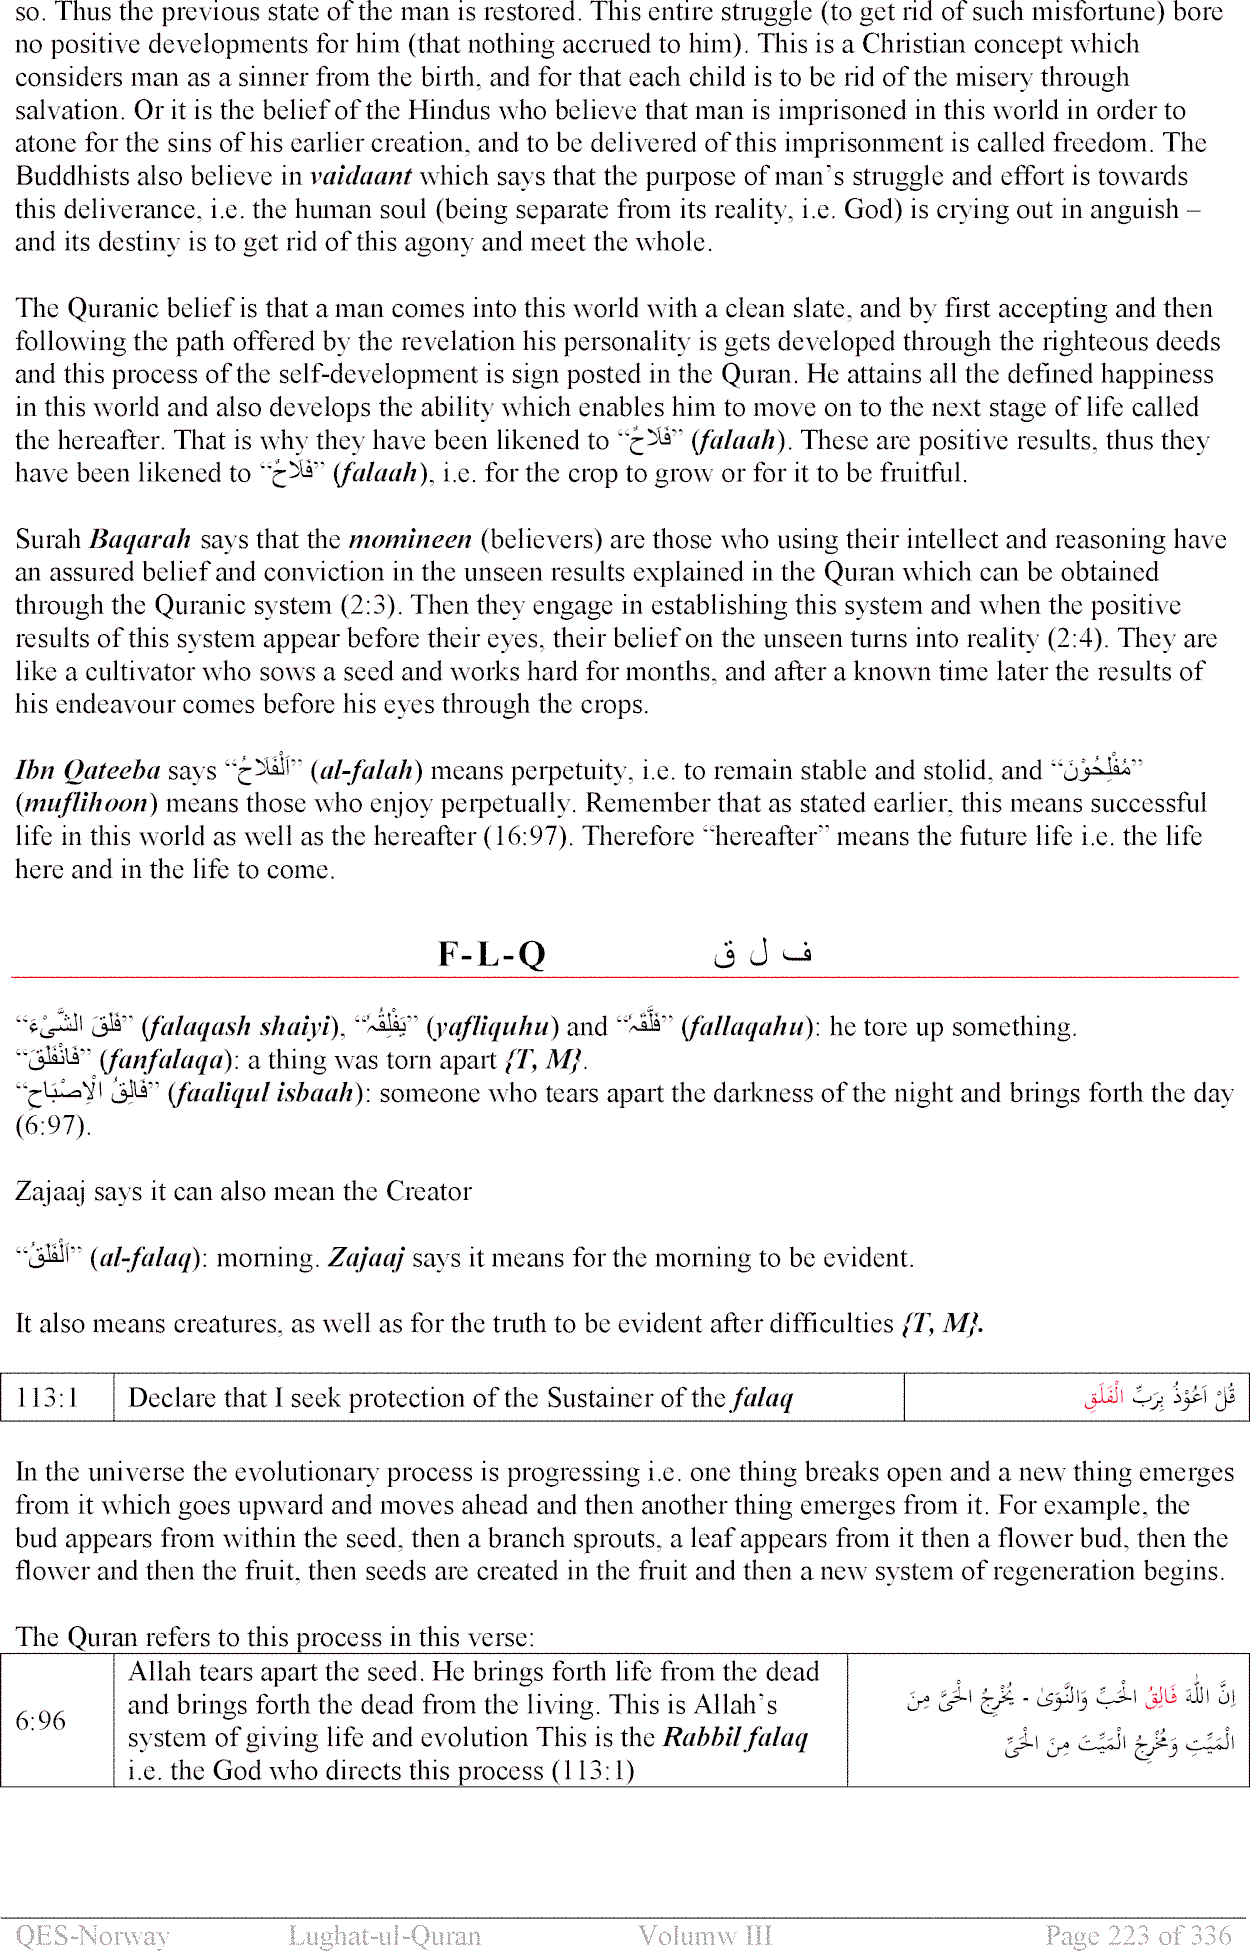 so. Thus the previous state of the man is restored. This entire struggle (to get rid of such misfortune) bore
no positive developments for him (that nothing accrued to him). This is a Christian concept which
considers man as a sinner from the birth, and for that each child is to be rid of the misery through
salvation. Or it is the belief of the Hindus who believe that man is imprisoned in this world in order to
atone for the sins of his earlier creation, and to be delivered of this imprisonment is called freedom. The
Buddhists also believe in vaidaant which says that the purpose of man's struggle and effort is towards
this deliverance, i.e. the human soul (being separate from its reality, i.e. God) is crying out in anguish –
and its destiny is to get rid of this agony and meet the whole.
The Quranic belief is that a man comes into this world with a clean slate, and by first accepting and then
following the path offered by the revelation his personality is gets developed through the righteous deeds
and this process of the self-development is sign posted in the Quran. He attains all the defined happiness
in this world and also develops the ability which enables him to move on to the next stage of life called
the hereafter. That is why they have been likened to “فَلَاحٌ” (falaah). These are positive results, thus they
have been likened to “فَلَاحٌ” (falaah), i.e. for the crop to grow or for it to be fruitful.
Surah Baqarah says that the momineen (believers) are those who using their intellect and reasoning have
an assured belief and conviction in the unseen results explained in the Quran which can be obtained
through the Quranic system (2:3). Then they engage in establishing this system and when the positive
results of this system appear before their eyes, their belief on the unseen turns into reality (2:4). They are
like a cultivator who sows a seed and works hard for months, and after a known time later the results of
his endeavour comes before his eyes through the crops.
Ibn Qateeba says “اَلْفَلَاحُ” (al-falah) means perpetuity, i.e. to remain stable and stolid, and “مُفْلِحُوْنَ”
(muflihoon) means those who enjoy perpetually. Remember that as stated earlier, this means successful
life in this world as well as the hereafter (16:97). Therefore “hereafter” means the future life i.e. the life
here and in the life to come.
F-L-Q ف ل ق
“فَلَقَ الشَّیْءَ” (falaqash shaiyi), “یَفْلِقُہٗ” (yafliquhu) and “فَلَّقَہٗ” (fallaqahu): he tore up something.
“فَانْفَلَقَ” (fanfalaqa): a thing was torn apart {T, M}.
“فَالِقُ الْاِصْبَاحِ” (faaliqul isbaah): someone who tears apart the darkness of the night and brings forth the day
(6:97).
Zajaaj says it can also mean the Creator
“اَلْفَلَقُ” (al-falaq): morning. Zajaaj says it means for the morning to be evident.
It also means creatures, as well as for the truth to be evident after difficulties {T, M}.
113:1 Declare that I seek protection of the Sustainer of the falaq قُلْ اَعُوْذُ بِرَبِّ الْفَلَقِ
In the universe the evolutionary process is progressing i.e. one thing breaks open and a new thing emerges
from it which goes upward and moves ahead and then another thing emerges from it. For example, the
bud appears from within the seed, then a branch sprouts, a leaf appears from it then a flower bud, then the
flower and then the fruit, then seeds are created in the fruit and then a new system of regeneration begins.
The Quran refers to this process in this verse:
6:96
Allah tears apart the seed. He brings forth life from the dead
and brings forth the dead from the living. This is Allah's
system of giving life and evolution This is the Rabbil falaq
i.e. the God who directs this process (113:1)
اِنَّ اللّٰهَ فَالِقُ الْحَبِّ وَالنَّوَىٰ - يُخْرِجُ الْحَيَّ مِنَ
الْمَيِّتِ وَمُخْرِجُ الْمَيِّتَ مِنَ الْحَيِّ
QES-Norway Lughat-ul-Quran Volumw III Page 223 of 336